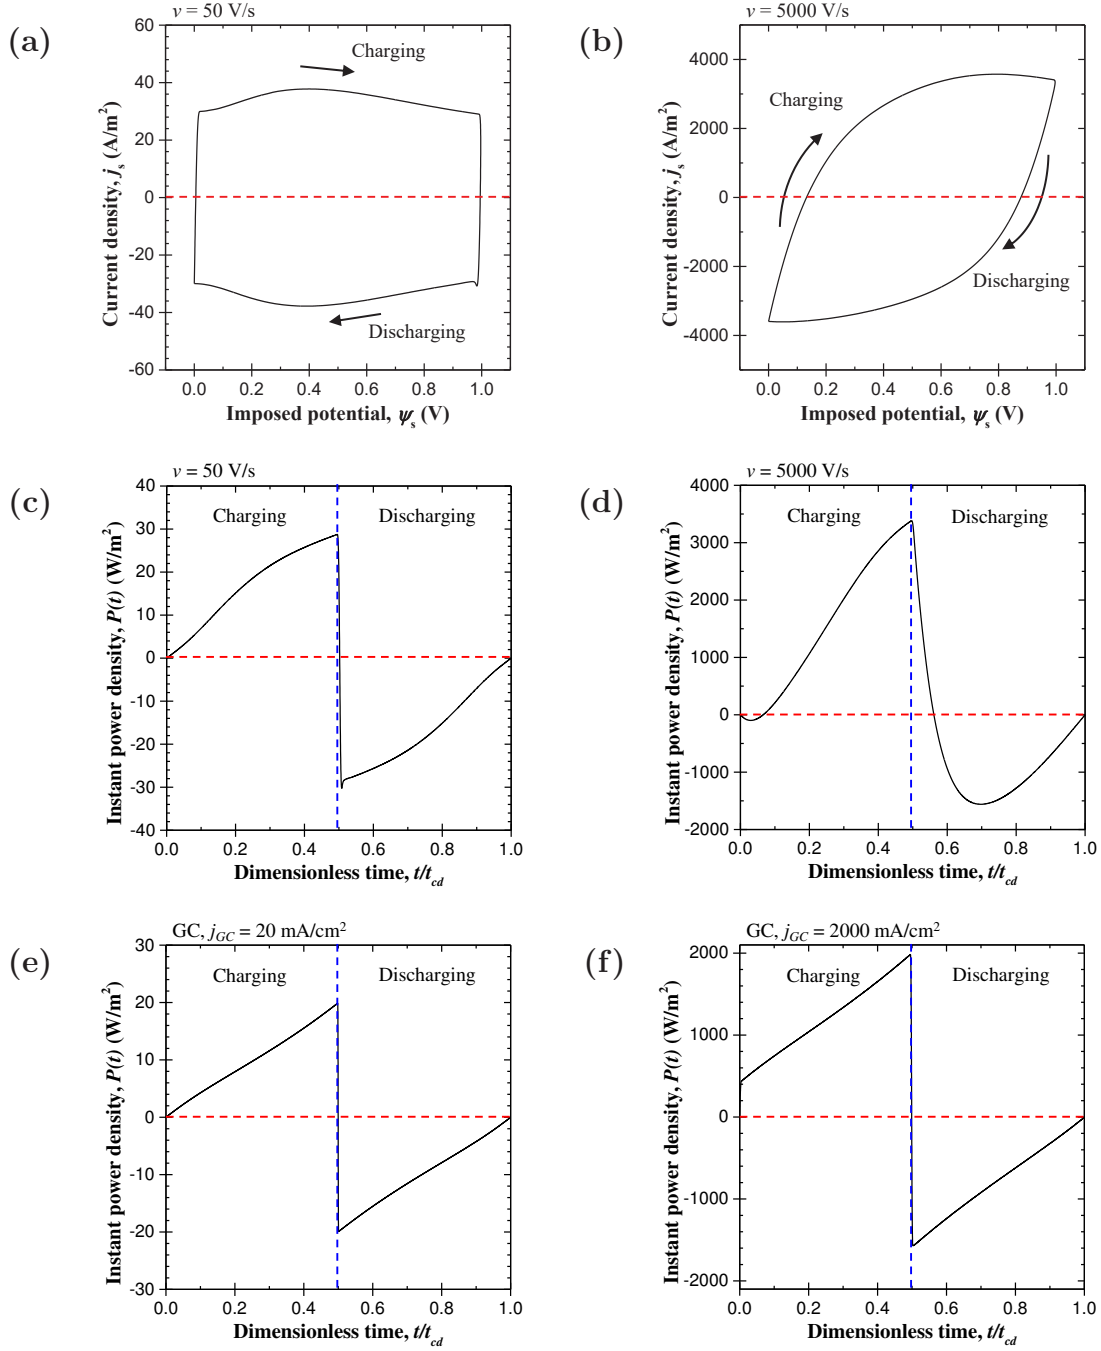 (a)
ν = 50 V/s
Current density, jₛ (A/m²)
60
40
20
0
-20
-40
-60
Charging
Discharging
0.0 0.2 0.4 0.6 0.8 1.0
Imposed potential, ψₛ (V)
(b)
ν = 5000 V/s
Current density, jₛ (A/m²)
4000
2000
0
-2000
-4000
Charging
Discharging
0.0 0.2 0.4 0.6 0.8 1.0
Imposed potential, ψₛ (V)
(c)
ν = 50 V/s
Instant power density, P(t) (W/m²)
40
30
20
10
0
-10
-20
-30
-40
Charging Discharging
0.0 0.2 0.4 0.6 0.8 1.0
Dimensionless time, t/t_cd
(d)
ν = 5000 V/s
Instant power density, P(t) (W/m²)
4000
3000
2000
1000
0
-1000
-2000
Charging Discharging
0.0 0.2 0.4 0.6 0.8 1.0
Dimensionless time, t/t_cd
(e)
GC, j_GC = 20 mA/cm²
Instant power density, P(t) (W/m²)
30
20
10
0
-10
-20
-30
Charging Discharging
0.0 0.2 0.4 0.6 0.8 1.0
Dimensionless time, t/t_cd
(f)
GC, j_GC = 2000 mA/cm²
Instant power density, P(t) (W/m²)
2000
1000
0
-1000
-2000
Charging Discharging
0.0 0.2 0.4 0.6 0.8 1.0
Dimensionless time, t/t_cd